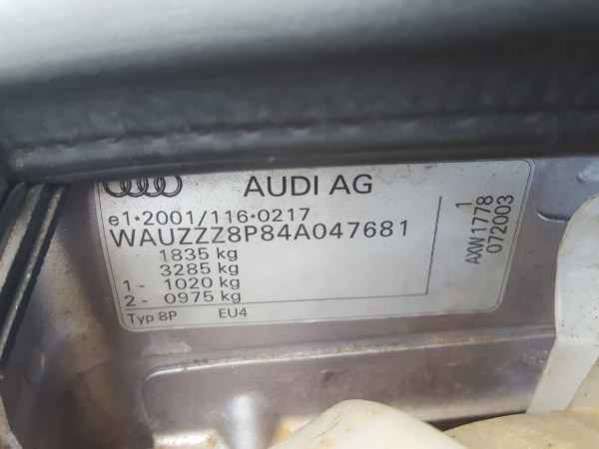 AUDI AG
e1*2001/116*0217
WAUZZZ8P84A047681
1835 kg
3285 kg
1- 1020 kg
2- 0975 kg
Typ 8P EU4
1
AXW1778
072003